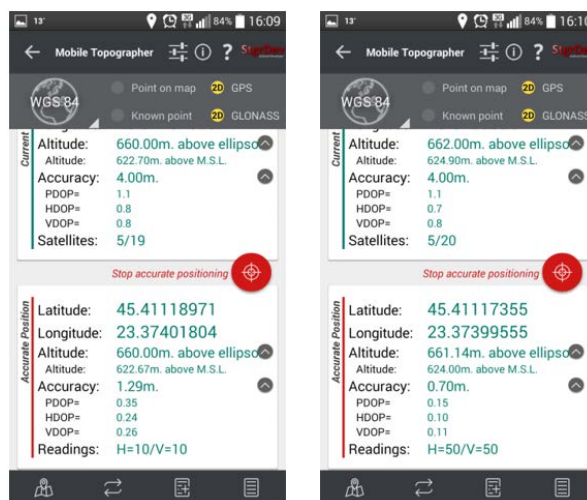 13°
84% 16:09
Mobile Topographer
?
WGS 84
Point on map 2D GPS
Known point 2D GLONASS
Current
Altitude: 660.00m. above ellipso
Altitude: 622.70m. above M.S.L.
Accuracy: 4.00m.
PDOP= 1.1
HDOP= 0.8
VDOP= 0.8
Satellites: 5/19
Stop accurate positioning
Accurate Position
Latitude: 45.41118971
Longitude: 23.37401804
Altitude: 660.00m. above ellipso
Altitude: 622.67m. above M.S.L.
Accuracy: 1.29m.
PDOP= 0.35
HDOP= 0.24
VDOP= 0.26
Readings: H=10/V=10
13°
84% 16:10
Mobile Topographer
?
WGS 84
Point on map 2D GPS
Known point 2D GLONASS
Current
Altitude: 662.00m. above ellipso
Altitude: 624.90m. above M.S.L.
Accuracy: 4.00m.
PDOP= 1.1
HDOP= 0.7
VDOP= 0.8
Satellites: 5/20
Stop accurate positioning
Accurate Position
Latitude: 45.41117355
Longitude: 23.37399555
Altitude: 661.14m. above ellipso
Altitude: 624.00m. above M.S.L.
Accuracy: 0.70m.
PDOP= 0.15
HDOP= 0.10
VDOP= 0.11
Readings: H=50/V=50